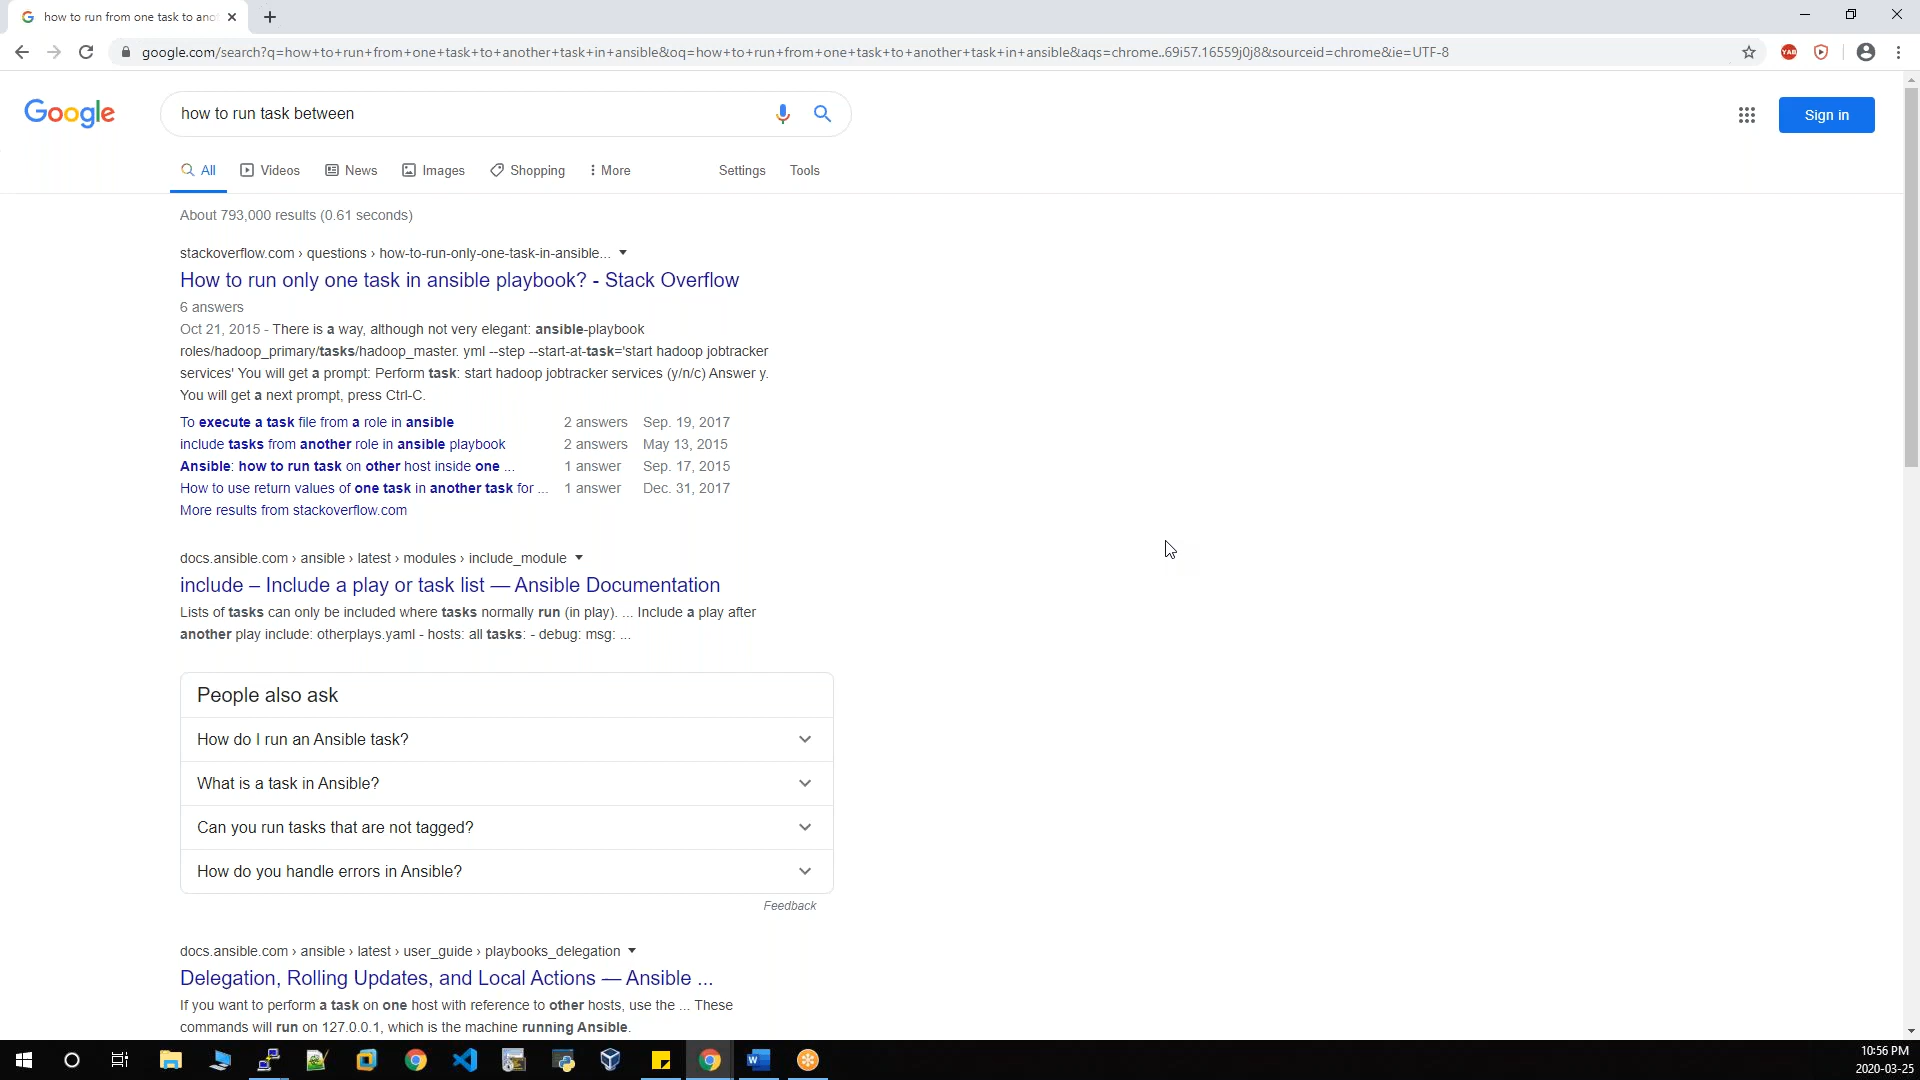 how to run from one task to ano
google.com/search?q=how+to+run+from+one+task+to+another+task+in+ansible&oq=how+to+run+from+one+task+to+another+task+in+ansible&aqs=chrome..69i57.16559j0j8&sourceid=chrome&ie=UTF-8
YAB
Google
how to run task between
Sign in
All Videos News Images Shopping More Settings Tools
About 793,000 results (0.61 seconds)
stackoverflow.com › questions › how-to-run-only-one-task-in-ansible...
How to run only one task in ansible playbook? - Stack Overflow
6 answers
Oct 21, 2015 - There is a way, although not very elegant: ansible-playbook
roles/hadoop_primary/tasks/hadoop_master. yml --step --start-at-task='start hadoop jobtracker
services' You will get a prompt: Perform task: start hadoop jobtracker services (y/n/c) Answer y.
You will get a next prompt, press Ctrl-C.
To execute a task file from a role in ansible 2 answers Sep. 19, 2017
include tasks from another role in ansible playbook 2 answers May 13, 2015
Ansible: how to run task on other host inside one ... 1 answer Sep. 17, 2015
How to use return values of one task in another task for ... 1 answer Dec. 31, 2017
More results from stackoverflow.com
docs.ansible.com › ansible › latest › modules › include_module
include – Include a play or task list — Ansible Documentation
Lists of tasks can only be included where tasks normally run (in play). ... Include a play after
another play include: otherplays.yaml - hosts: all tasks: - debug: msg: ...
People also ask
How do I run an Ansible task?
What is a task in Ansible?
Can you run tasks that are not tagged?
How do you handle errors in Ansible?
Feedback
docs.ansible.com › ansible › latest › user_guide › playbooks_delegation
Delegation, Rolling Updates, and Local Actions — Ansible ...
If you want to perform a task on one host with reference to other hosts, use the ... These
commands will run on 127.0.0.1, which is the machine running Ansible.
10:56 PM
2020-03-25